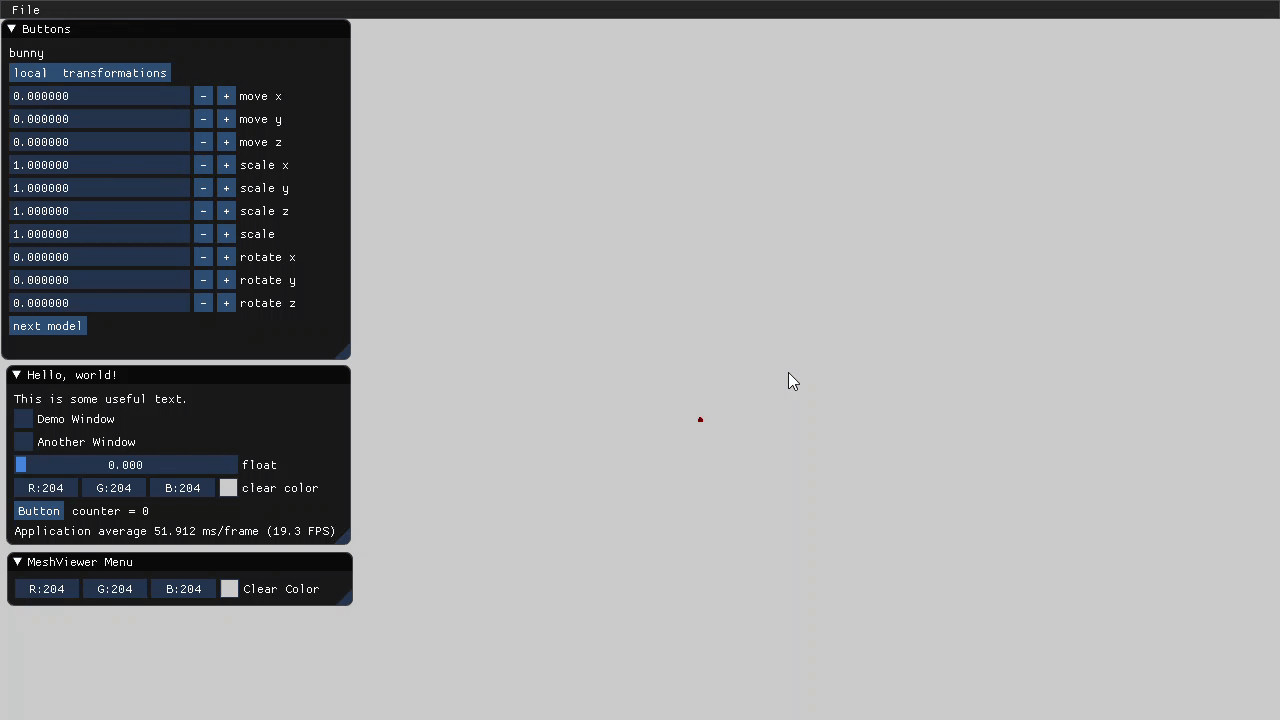 File
Buttons
bunny
local  transformations
0.000000 - + move x
0.000000 - + move y
0.000000 - + move z
1.000000 - + scale x
1.000000 - + scale y
1.000000 - + scale z
1.000000 - + scale
0.000000 - + rotate x
0.000000 - + rotate y
0.000000 - + rotate z
next model
Hello, world!
This is some useful text.
Demo Window
Another Window
0.000 float
R:204 G:204 B:204 clear color
Button counter = 0
Application average 51.912 ms/frame (19.3 FPS)
MeshViewer Menu
R:204 G:204 B:204 Clear Color